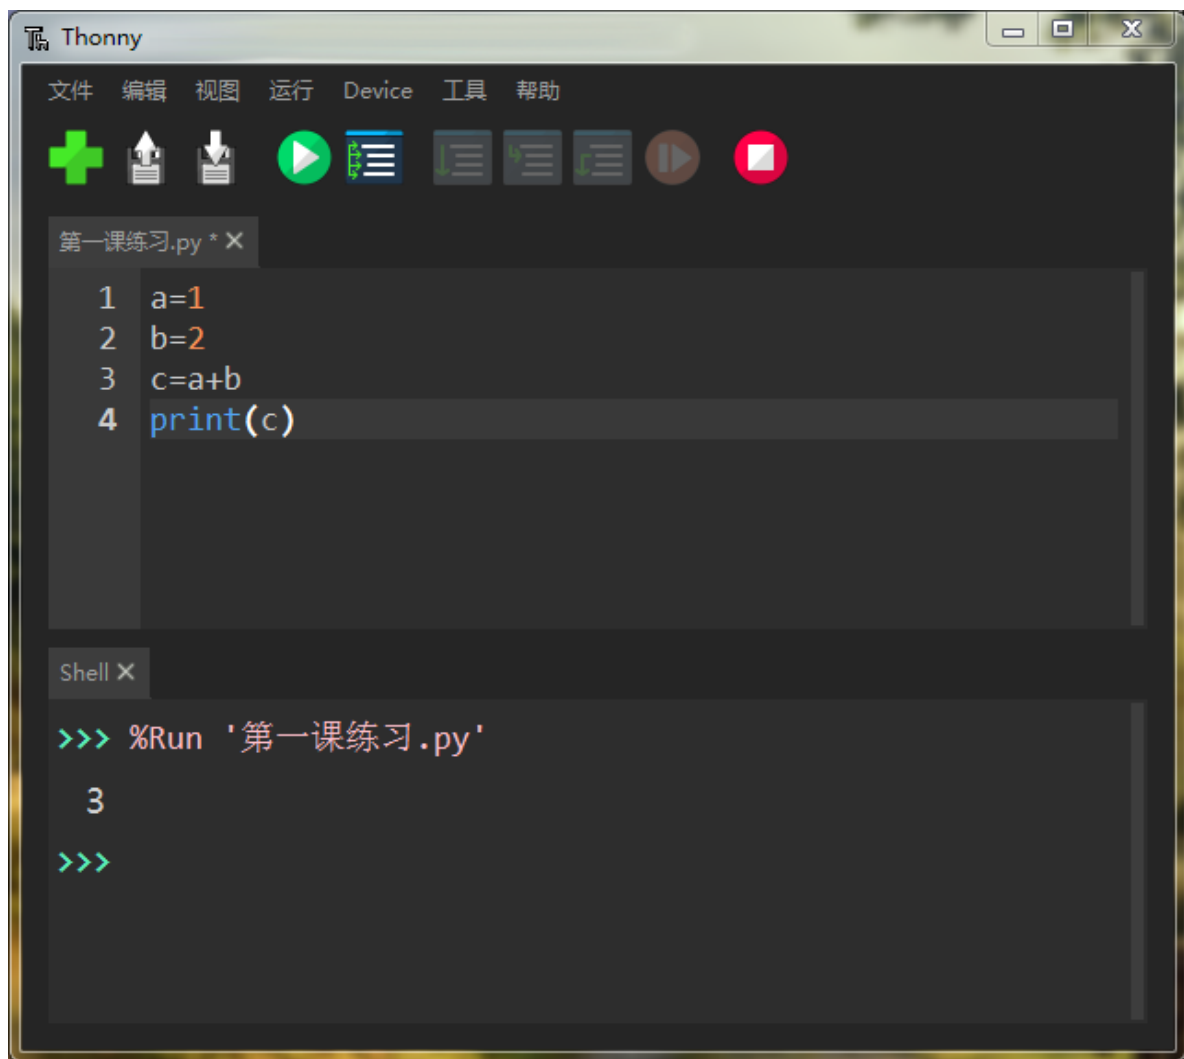 Thonny
文件 编辑 视图 运行 Device 工具 帮助
第一课练习.py *
1 a=1
2 b=2
3 c=a+b
4 print(c)
Shell
>>> %Run '第一课练习.py'
3
>>>